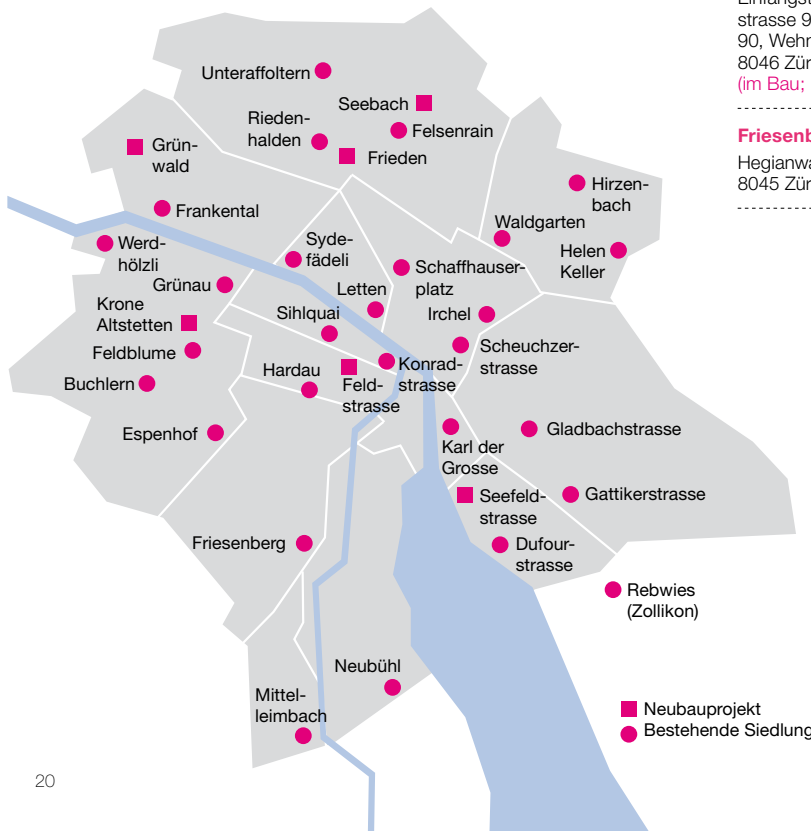 Einfangst
strasse 9
90, Wehr
8046 Zür
(im Bau;
Friesenb
Hegianwa
8045 Zür
Unteraffoltern
Seebach
Felsenrain
Rieden-
halden
Frieden
Grün-
wald
Frankental
Hirzen-
bach
Waldgarten
Helen
Keller
Werd-
hölzli
Syde-
fädeli
Schaffhauser-
platz
Grünau
Letten
Krone
Altstetten
Sihlquai
Irchel
Scheuchzer-
strasse
Feldblume
Hardau
Feld-
strasse
Konrad-
strasse
Buchlern
Espenhof
Karl der
Grosse
Gladbachstrasse
Seefeld-
strasse
Gattikerstrasse
Friesenberg
Dufour-
strasse
Rebwies
(Zollikon)
Neubühl
Mittel-
leimbach
Neubauprojekt
Bestehende Siedlung
20